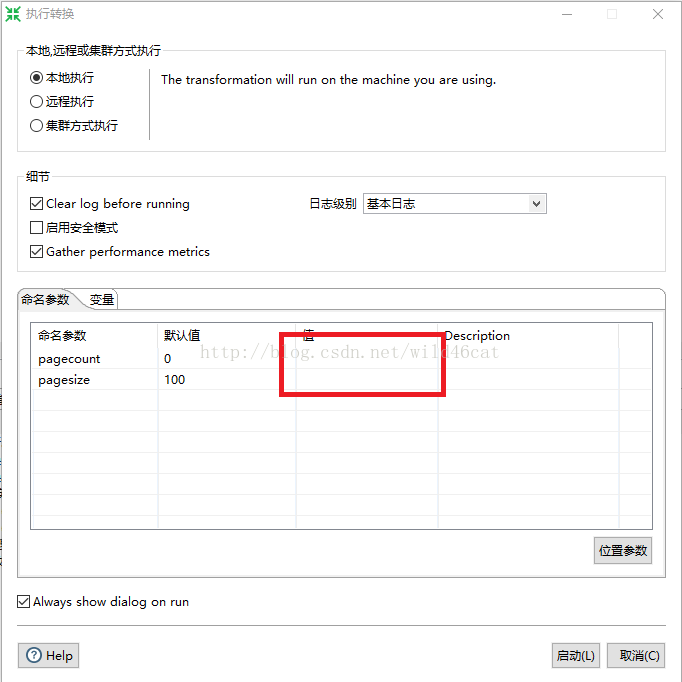 执行转换
本地,远程或集群方式执行
本地执行
The transformation will run on the machine you are using.
远程执行
集群方式执行
细节
Clear log before running
日志级别
基本日志
启用安全模式
Gather performance metrics
命名参数 变量
命名参数 默认值 值 Description
http://blog.csdn.net/wild46cat
pagecount 0
pagesize 100
位置参数
Always show dialog on run
Help
启动(L) 取消(C)